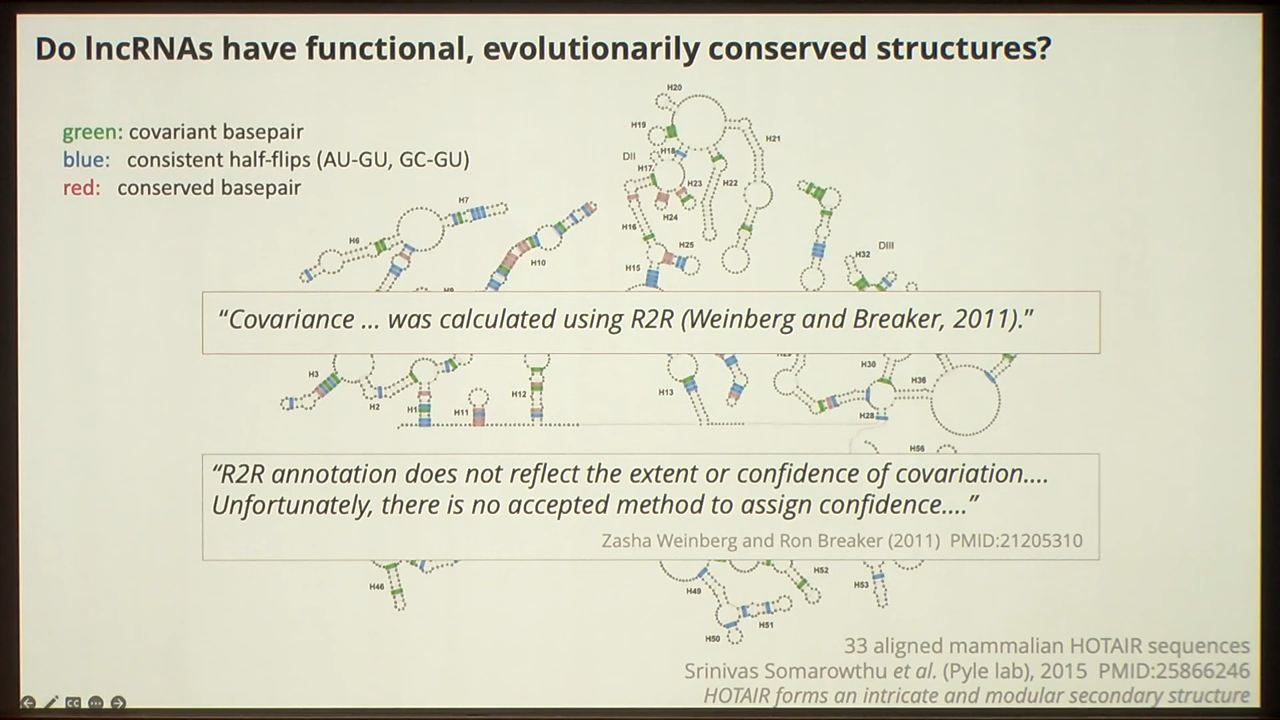 Do lncRNAs have functional, evolutionarily conserved structures?
green: covariant basepair
blue: consistent half-flips (AU-GU, GC-GU)
red: conserved basepair
H20
H19
H21
DII
H18
H17
H23
H22
H24
H7
H16
H6
H25
DIII
H10
H15
H32
“Covariance ... was calculated using R2R (Weinberg and Breaker, 2011).”
H30
H3
H36
H12
H13
H2
H1
H11
H28
H56
“R2R annotation does not reflect the extent or confidence of covariation....
Unfortunately, there is no accepted method to assign confidence....”
Zasha Weinberg and Ron Breaker (2011) PMID:21205310
H52
H46
H49
H53
H51
H50
33 aligned mammalian HOTAIR sequences
Srinivas Somarowthu et al. (Pyle lab), 2015 PMID:25866246
HOTAIR forms an intricate and modular secondary structure
CC